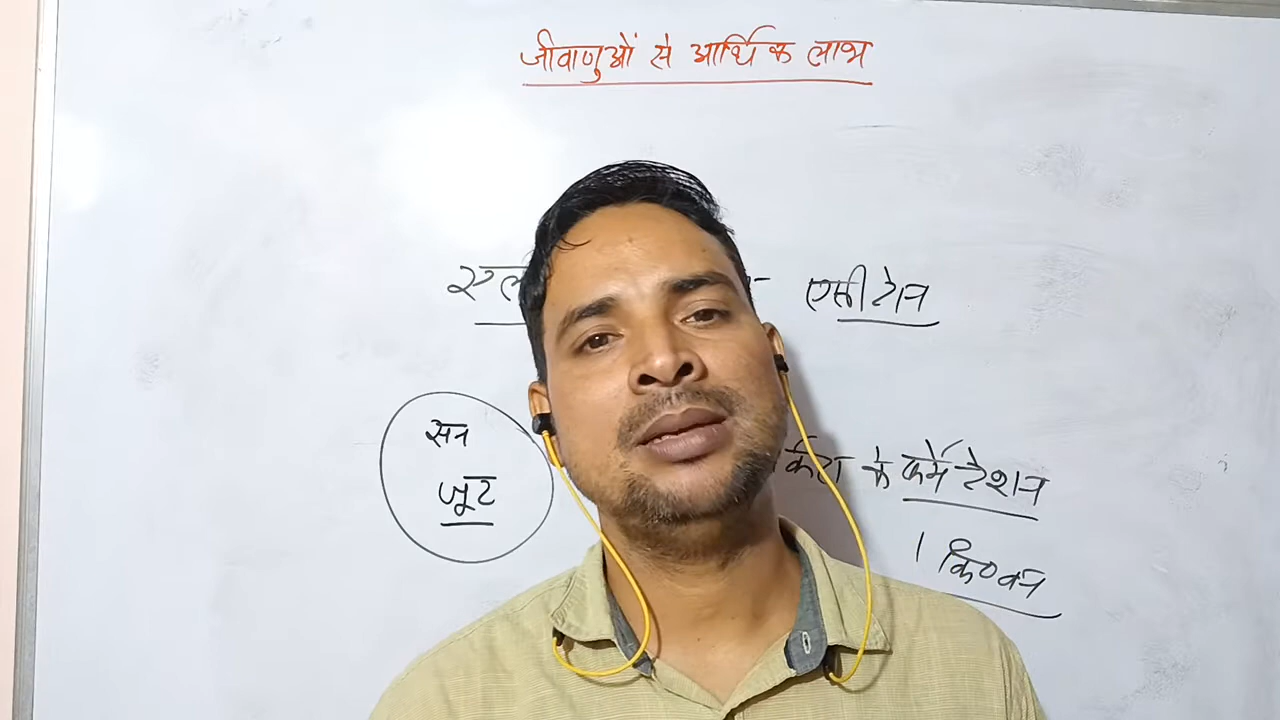 जीवाणुओं से आर्थिक लाभ
एसीटोन
सन
जूट
के फर्मेन्टेशन
किण्वन